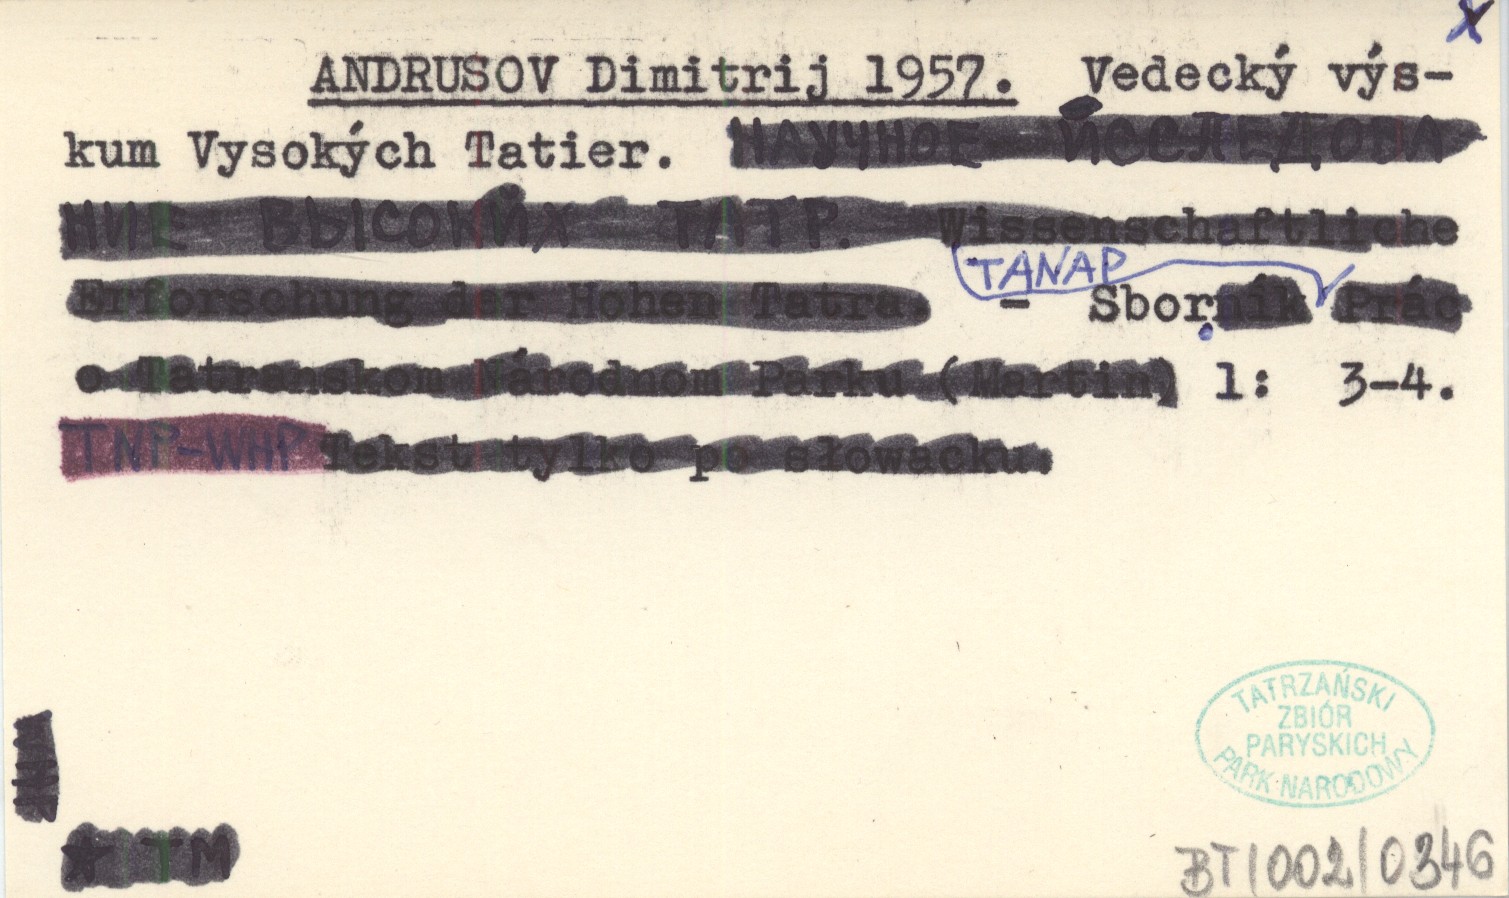 X
ANDRUSOV Dimitrij 1957. Vedecký výs-
kum Vysokých Tatier. НАУЧНОЕ ИССЛЕДОВА
НИЕ ВЫСОКИХ ТАТР. Wissenschaftliche
TANAP
Erforschung der Hohen Tatra. - Sborník Prác
o Tatranskom Národnom Parku (Martin) 1: 3-4.
TNP-WHP Tekst tylko po słowacku.
TATRZAŃSKI
ZBIÓR
PARYSKICH
PARK NARODOWY
★ TM
BT/002/0346